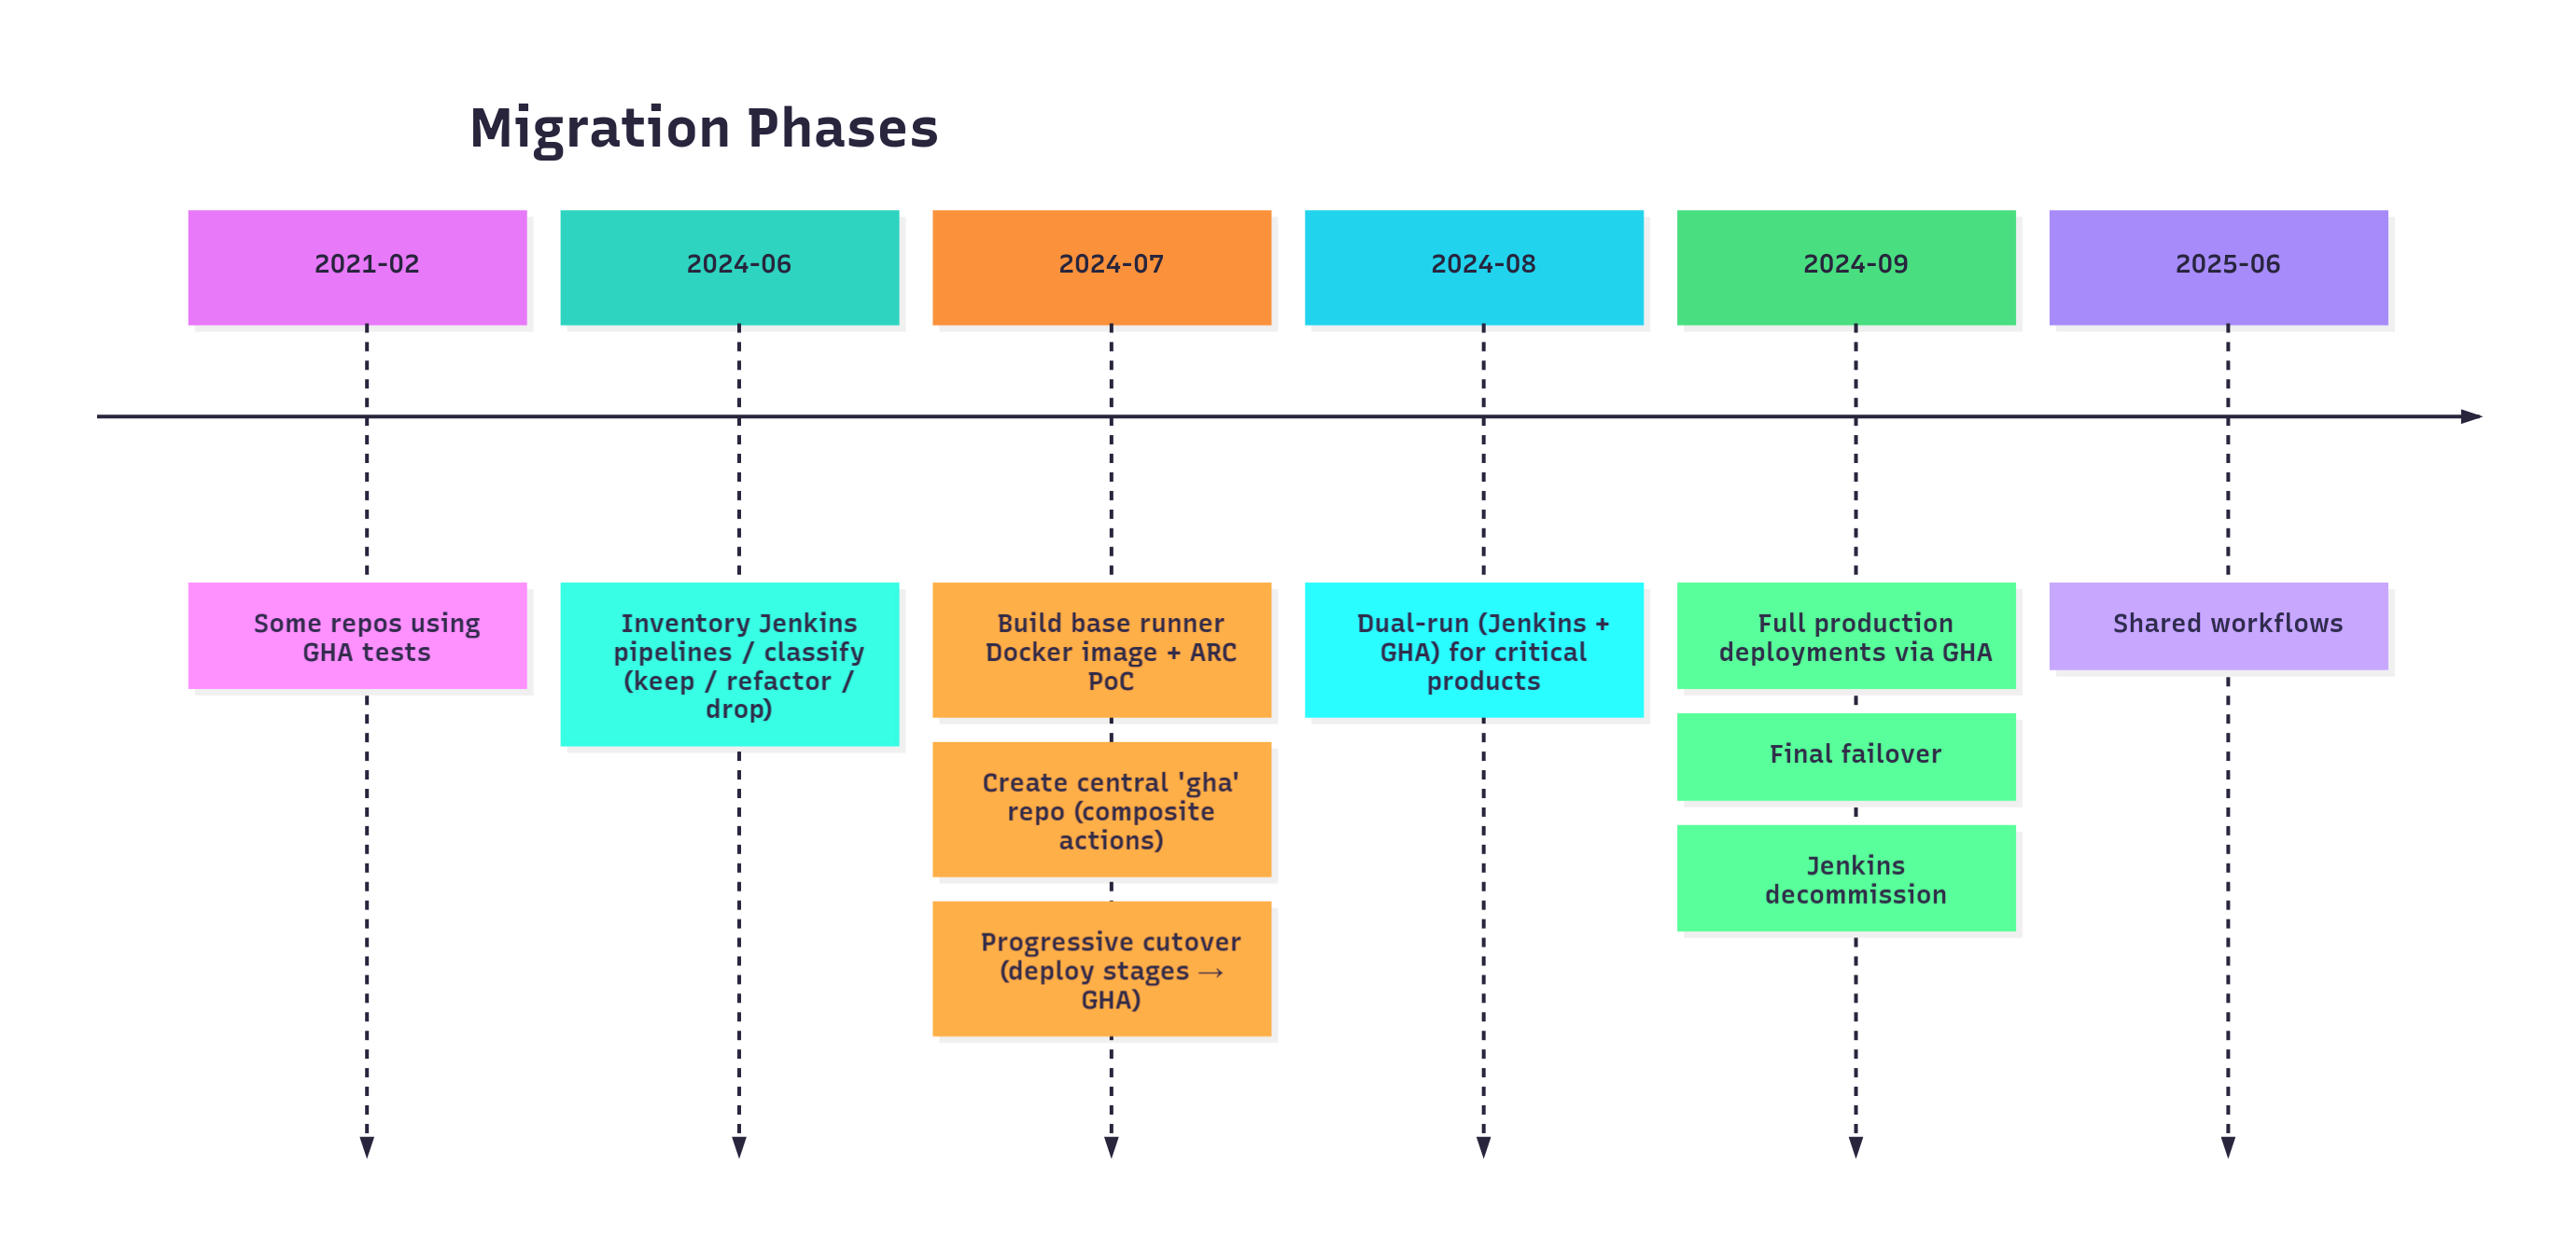 Migration Phases
2021-02
2024-06
2024-07
2024-08
2024-09
2025-06
Some repos using
GHA tests
Inventory Jenkins
pipelines / classify
(keep / refactor /
drop)
Build base runner
Docker image + ARC
PoC
Create central 'gha'
repo (composite
actions)
Progressive cutover
(deploy stages →
GHA)
Dual-run (Jenkins +
GHA) for critical
products
Full production
deployments via GHA
Final failover
Jenkins
decommission
Shared workflows